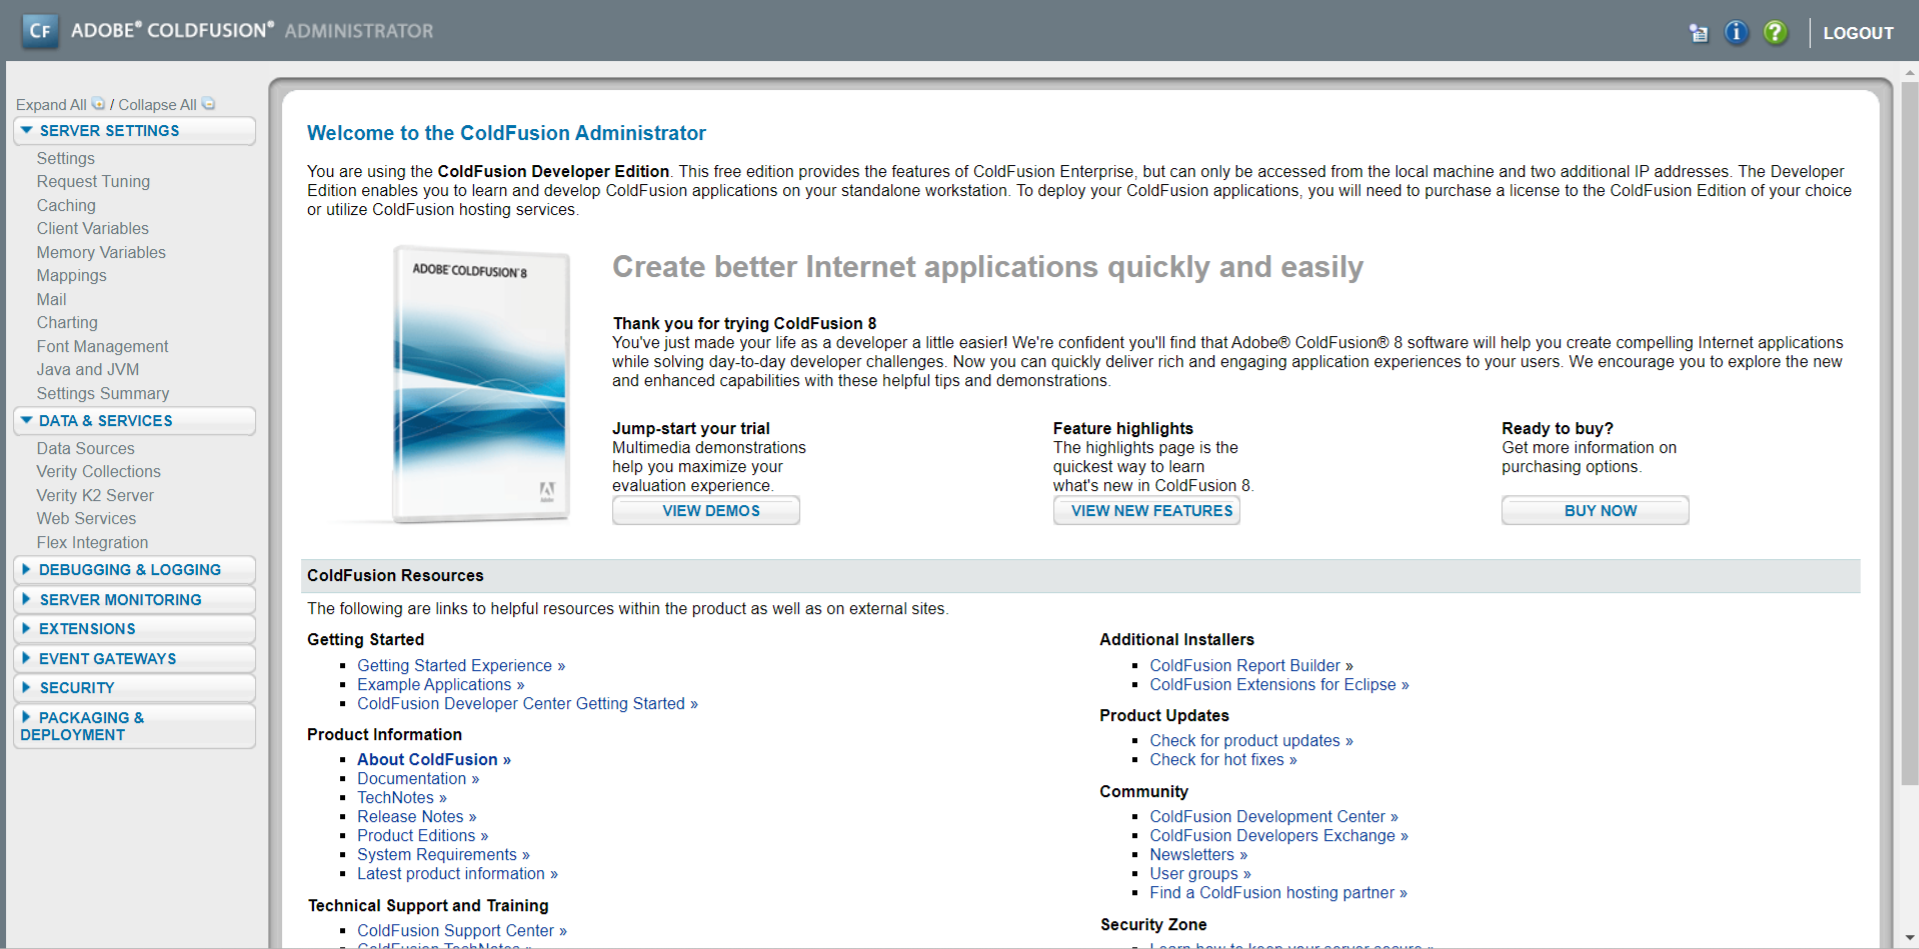 CF ADOBE® COLDFUSION® ADMINISTRATOR
LOGOUT
Expand All / Collapse All
SERVER SETTINGS
Settings
Request Tuning
Caching
Client Variables
Memory Variables
Mappings
Mail
Charting
Font Management
Java and JVM
Settings Summary
DATA & SERVICES
Data Sources
Verity Collections
Verity K2 Server
Web Services
Flex Integration
DEBUGGING & LOGGING
SERVER MONITORING
EXTENSIONS
EVENT GATEWAYS
SECURITY
PACKAGING &
DEPLOYMENT
Welcome to the ColdFusion Administrator
You are using the ColdFusion Developer Edition. This free edition provides the features of ColdFusion Enterprise, but can only be accessed from the local machine and two additional IP addresses. The Developer
Edition enables you to learn and develop ColdFusion applications on your standalone workstation. To deploy your ColdFusion applications, you will need to purchase a license to the ColdFusion Edition of your choice
or utilize ColdFusion hosting services.
ADOBE® COLDFUSION® 8
Adobe
Create better Internet applications quickly and easily
Thank you for trying ColdFusion 8
You've just made your life as a developer a little easier! We're confident you'll find that Adobe® ColdFusion® 8 software will help you create compelling Internet applications
while solving day-to-day developer challenges. Now you can quickly deliver rich and engaging application experiences to your users. We encourage you to explore the new
and enhanced capabilities with these helpful tips and demonstrations.
Jump-start your trial
Multimedia demonstrations
help you maximize your
evaluation experience.
VIEW DEMOS
Feature highlights
The highlights page is the
quickest way to learn
what's new in ColdFusion 8.
VIEW NEW FEATURES
Ready to buy?
Get more information on
purchasing options.
BUY NOW
ColdFusion Resources
The following are links to helpful resources within the product as well as on external sites.
Getting Started
Getting Started Experience »
Example Applications »
ColdFusion Developer Center Getting Started »
Product Information
About ColdFusion »
Documentation »
TechNotes »
Release Notes »
Product Editions »
System Requirements »
Latest product information »
Technical Support and Training
ColdFusion Support Center »
ColdFusion TechNotes »
Additional Installers
ColdFusion Report Builder »
ColdFusion Extensions for Eclipse »
Product Updates
Check for product updates »
Check for hot fixes »
Community
ColdFusion Development Center »
ColdFusion Developers Exchange »
Newsletters »
User groups »
Find a ColdFusion hosting partner »
Security Zone
Learn how to keep your server secure »